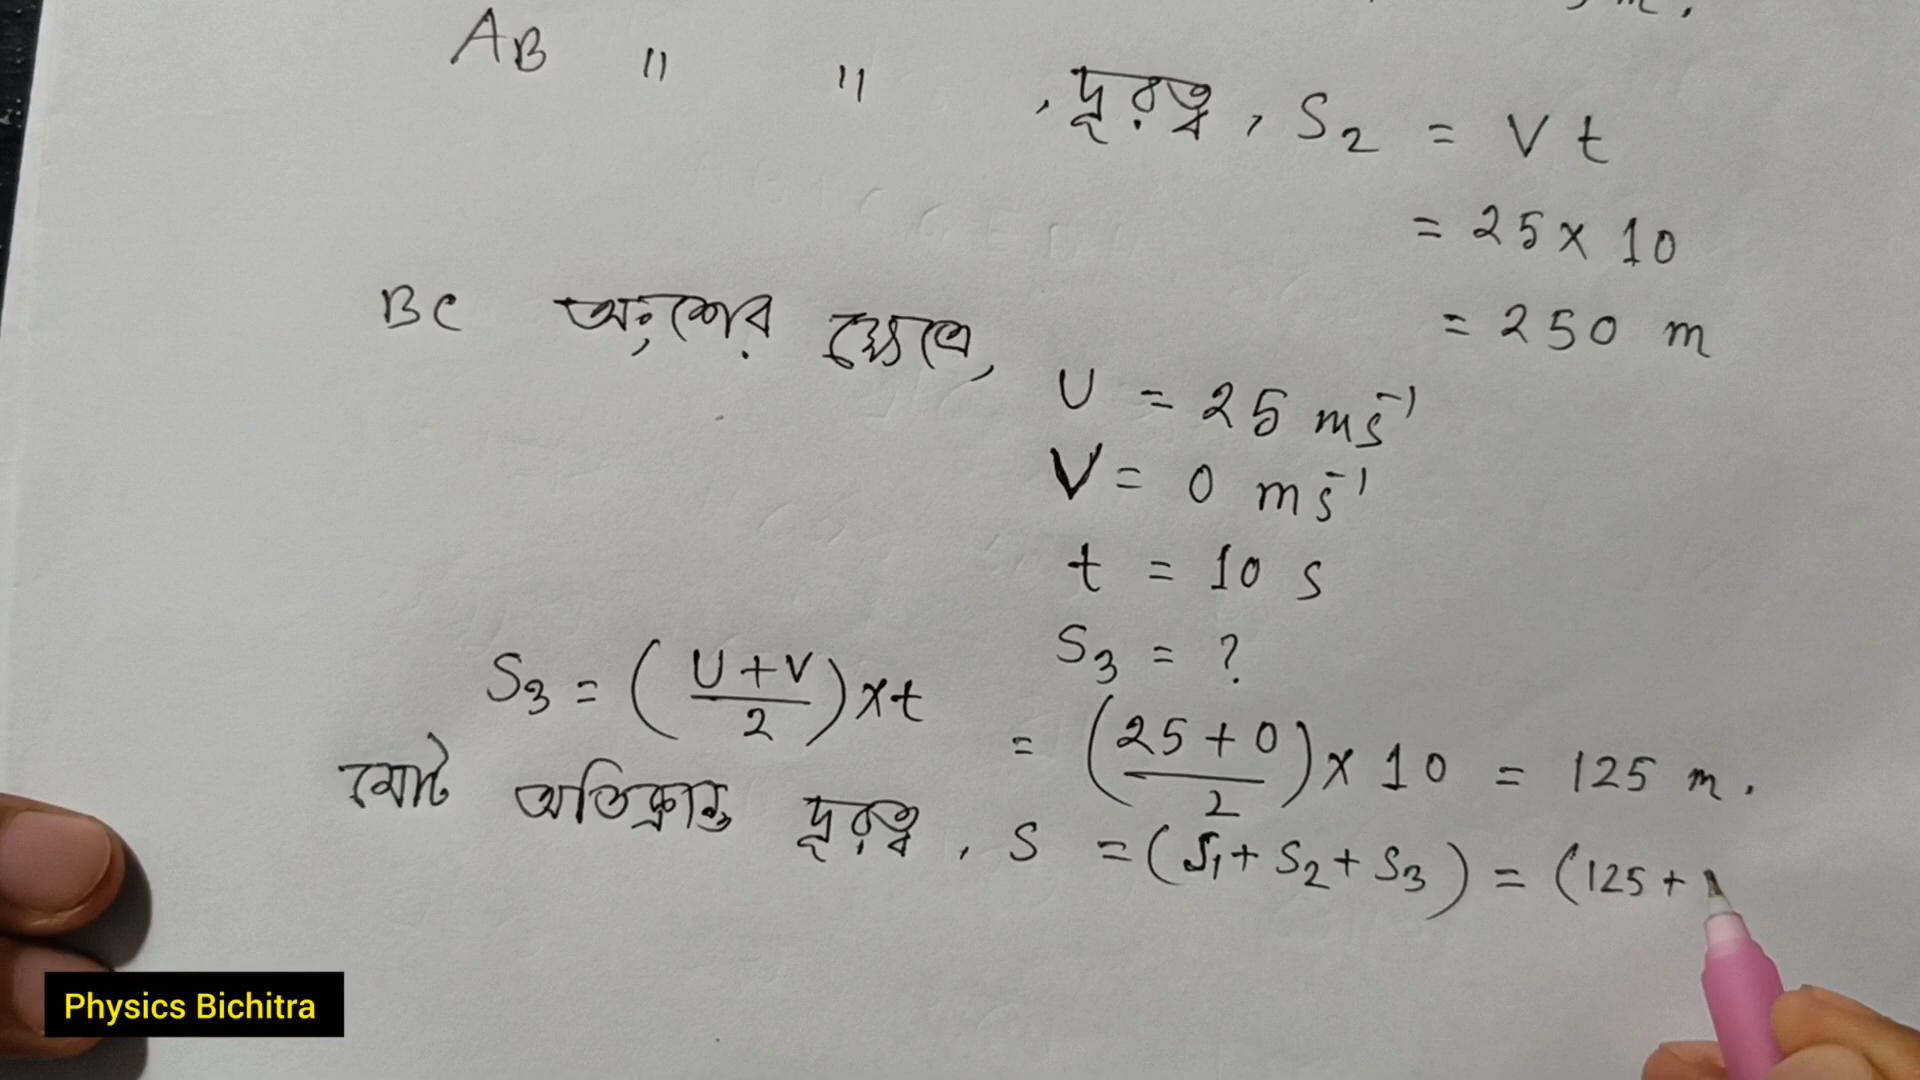 AB " " , দূরত্ব, S₂ = Vt
= 25 × 10
= 250 m
BC অংশের ক্ষেত্রে,
U = 25 ms⁻¹
V = 0 ms⁻¹
t = 10 s
S₃ = ?
S₃ = (U+V/2) × t = (25+0/2) × 10 = 125 m.
মোট অতিক্রান্ত দূরত্ব, S = (S₁ + S₂ + S₃) = (125 +
Physics Bichitra